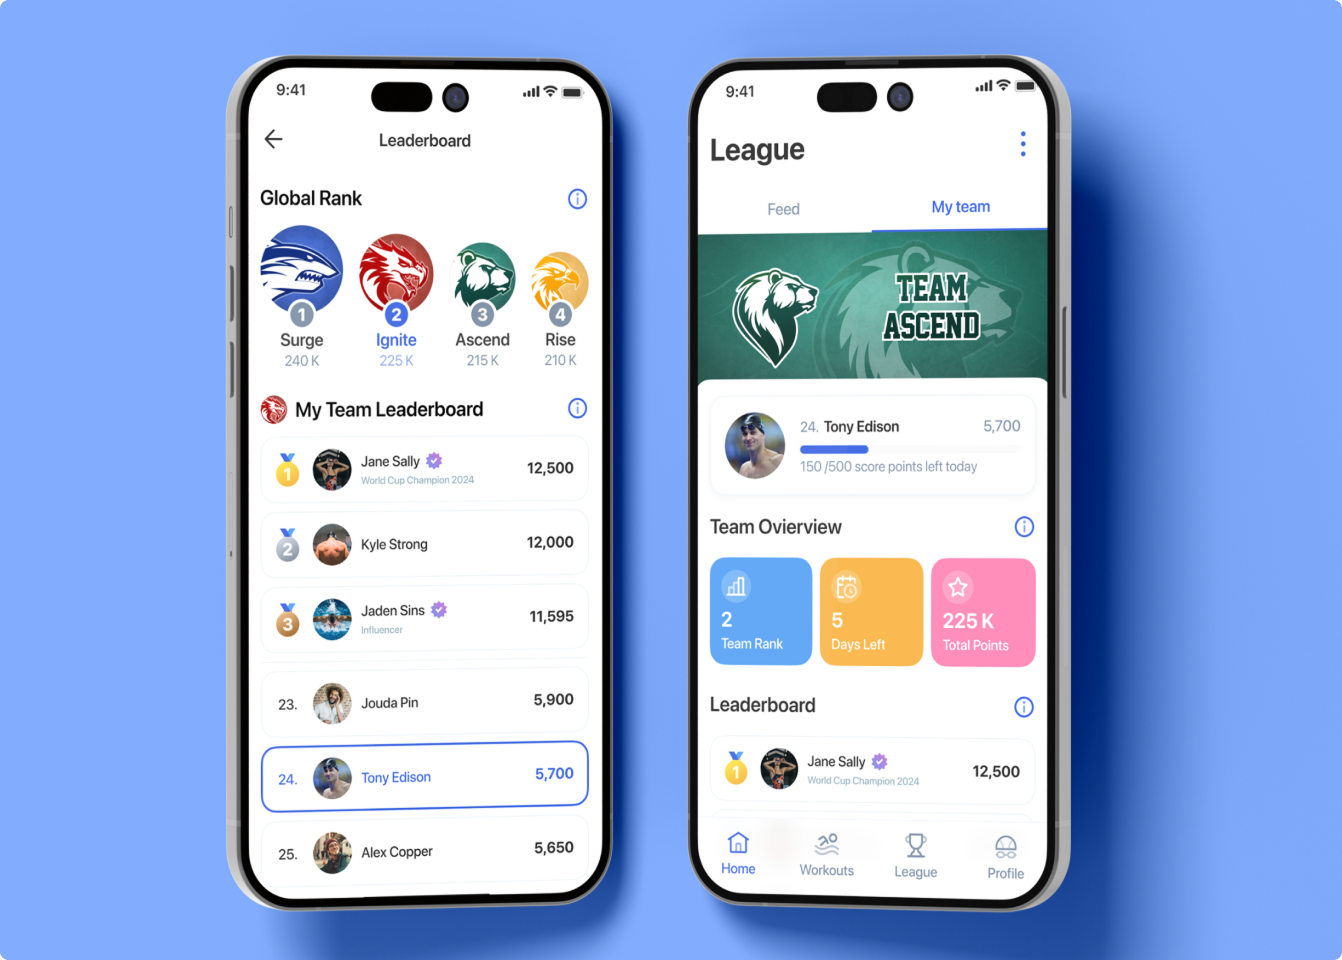 9:41
Leaderboard
Global Rank
1
2
3
4
Surge
Ignite
Ascend
Rise
240 K
225 K
215 K
210 K
My Team Leaderboard
1
Jane Sally
World Cup Champion 2024
12,500
2
Kyle Strong
12,000
3
Jaden Sins
Influencer
11,595
23.
Jouda Pin
5,900
24.
Tony Edison
5,700
25.
Alex Copper
5,650
9:41
League
Feed
My team
TEAM
ASCEND
24. Tony Edison
5,700
150 /500 score points left today
Team Ovierview
2
Team Rank
5
Days Left
225 K
Total Points
Leaderboard
1
Jane Sally
World Cup Champion 2024
12,500
Home
Workouts
League
Profile